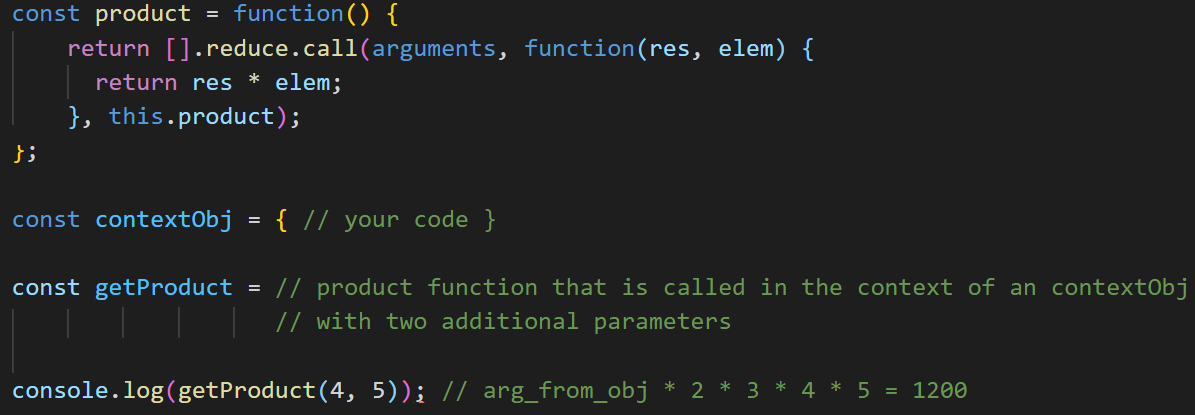 const product = function() {
return [].reduce.call(arguments, function(res, elem) {
return res * elem;
}, this.product);
};
const contextObj = { // your code }
const getProduct = // product function that is called in the context of an contextObj
// with two additional parameters
console.log(getProduct(4, 5)); // arg_from_obj * 2 * 3 * 4 * 5 = 1200